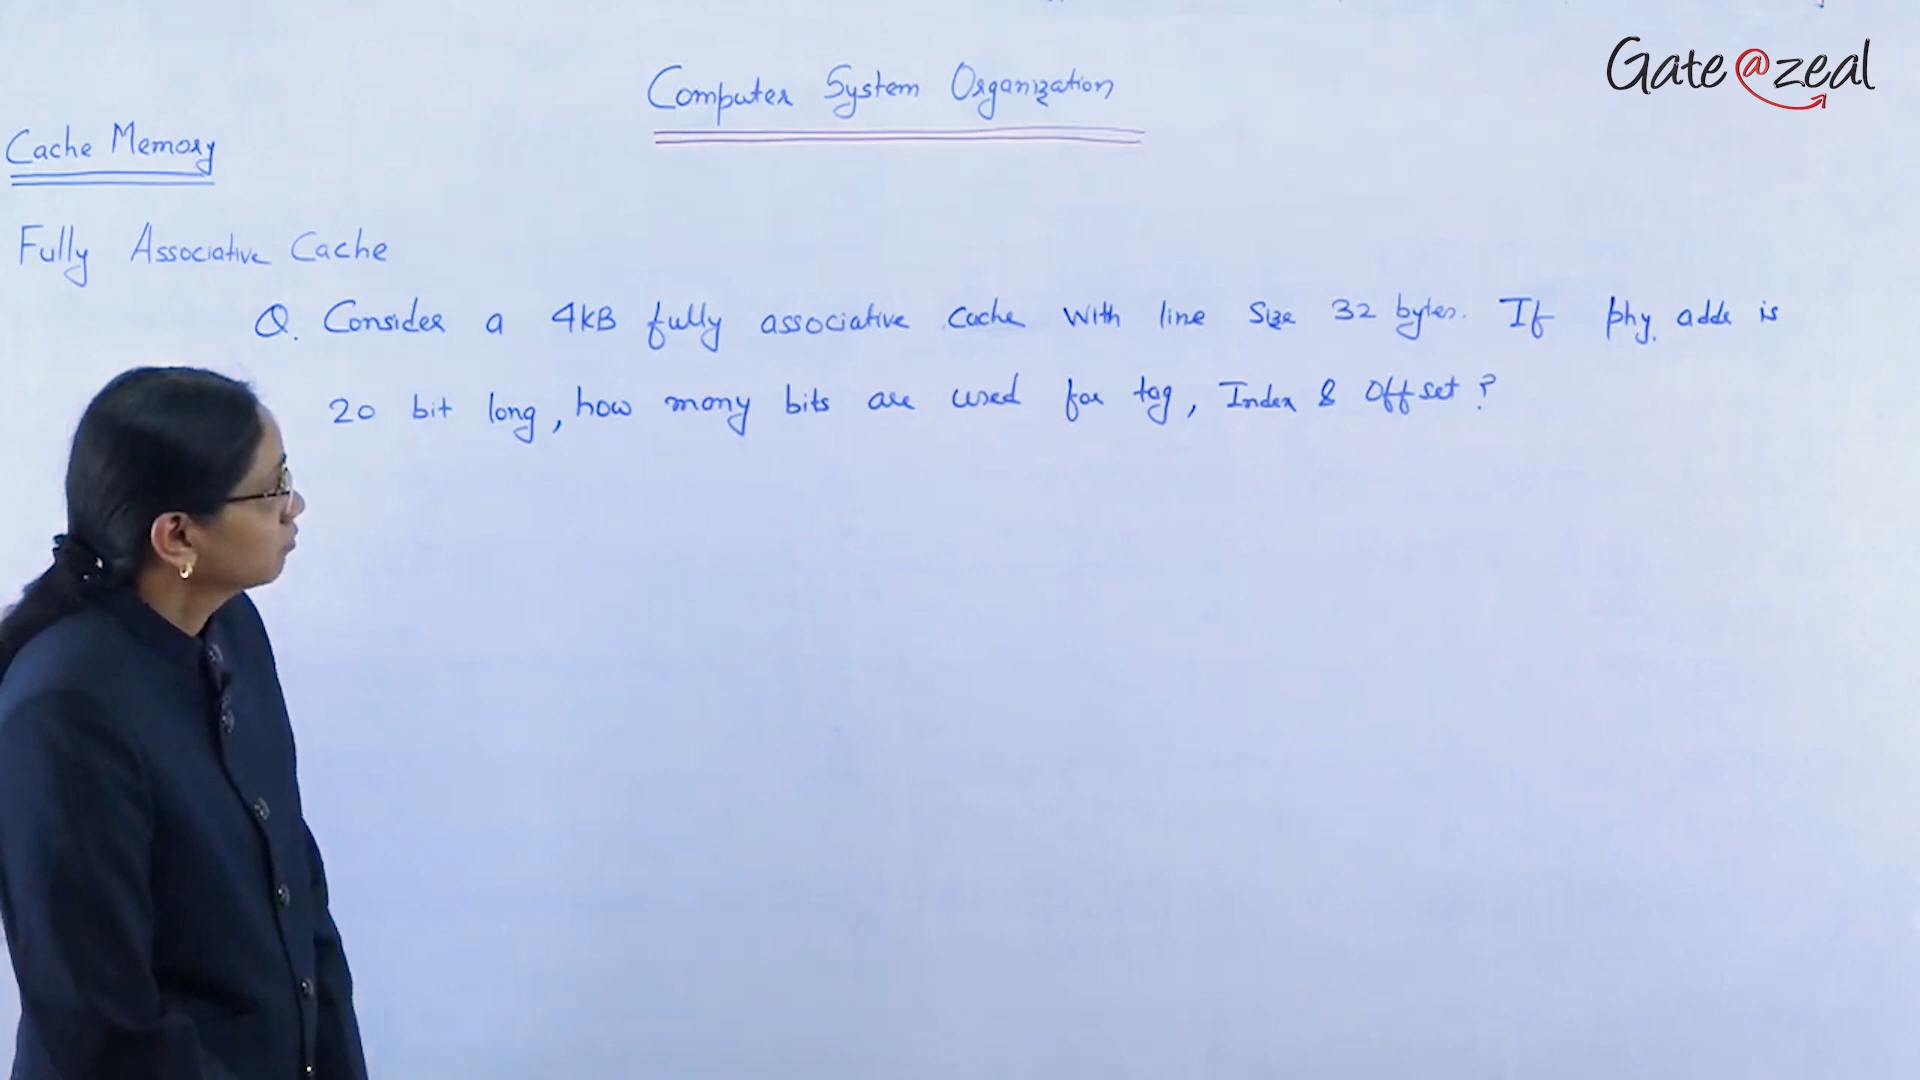 Gate@zeal
Computer System Organization
Cache Memory
Fully Associative Cache
Q. Consider a 4KB fully associative cache with line size 32 bytes. If phy. addr is
20 bit long, how many bits are used for tag, Index & Offset?